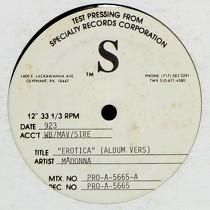 TEST PRESSING FROM
SPECIALTY RECORDS CORPORATION
S
TM
1400 E. LACKAWANNA AVE.
OLYPHANT, PA. 18447
PHONE: (717) 383 3291
TWX 510-671-4580
12" 33 1/3 RPM
DATE 923
ACC'T WB/MAV/SIRE
TITLE "EROTICA" (ALBUM VERS)
ARTIST MADONNA
MTX. NO PRO-A-5665-A
REC. NO PRO-A-5665